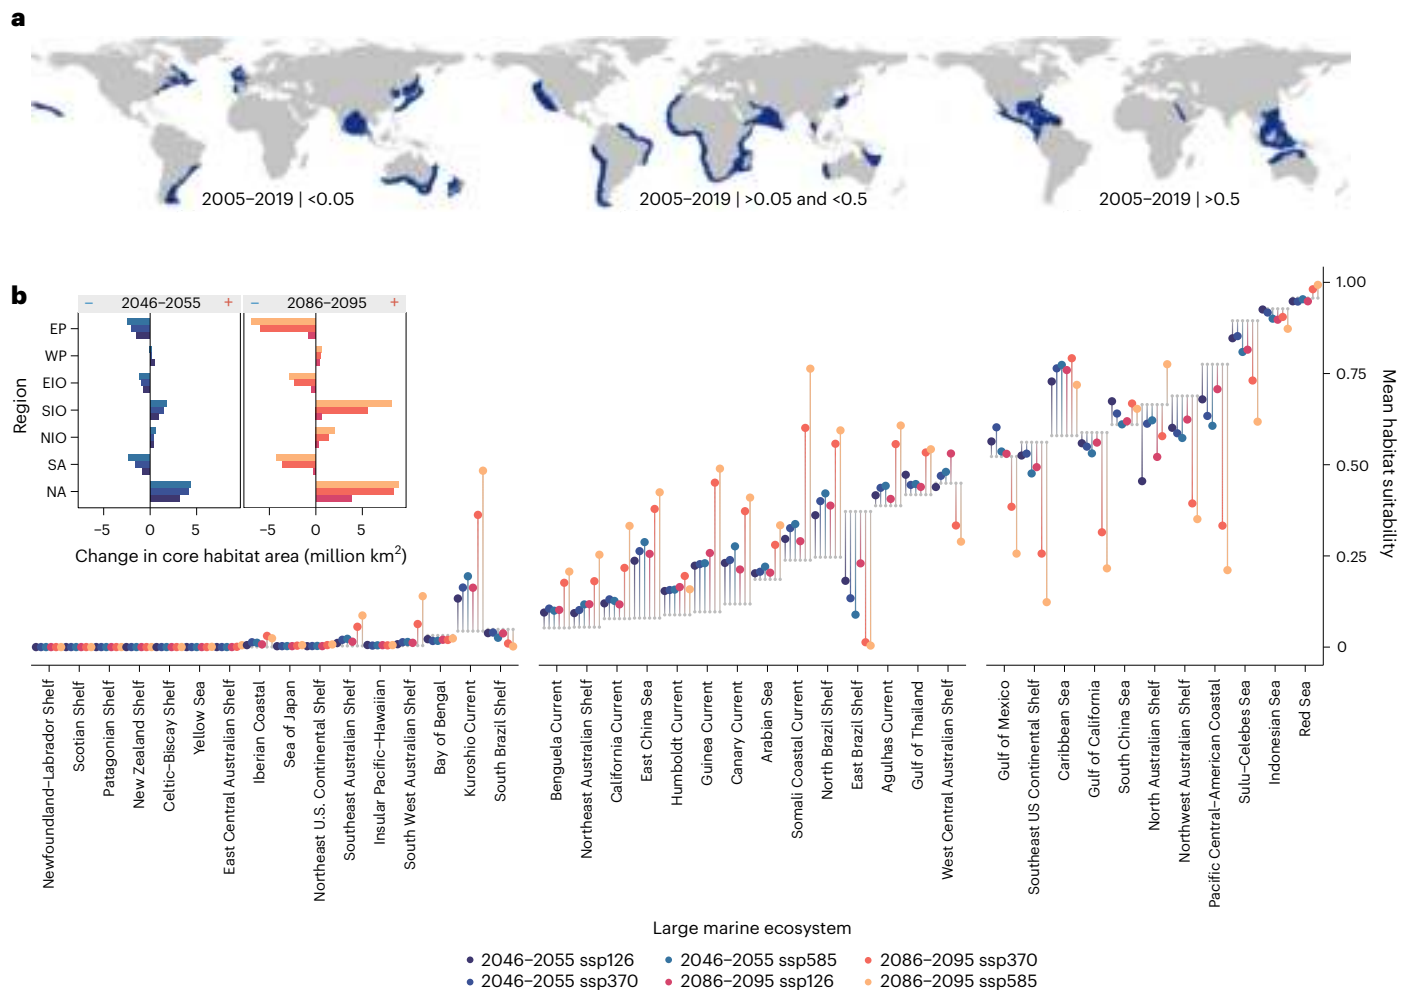 a
2005–2019 | <0.05
2005–2019 | >0.05 and <0.5
2005–2019 | >0.5
b
− 2046–2055 +
− 2086–2095 +
Region
EP
WP
EIO
SIO
NIO
SA
NA
−5 0 5
−5 0 5
Change in core habitat area (million km²)
1.00
0.75
0.50
0.25
0
Mean habitat suitability
Newfoundland–Labrador Shelf
Scotian Shelf
Patagonian Shelf
New Zealand Shelf
Celtic–Biscay Shelf
Yellow Sea
East Central Australian Shelf
Iberian Coastal
Sea of Japan
Northeast U.S. Continental Shelf
Southeast Australian Shelf
Insular Pacific–Hawaiian
South West Australian Shelf
Bay of Bengal
Kuroshio Current
South Brazil Shelf
Benguela Current
Northeast Australian Shelf
California Current
East China Sea
Humboldt Current
Guinea Current
Canary Current
Arabian Sea
Somali Coastal Current
North Brazil Shelf
East Brazil Shelf
Agulhas Current
Gulf of Thailand
West Central Australian Shelf
Gulf of Mexico
Southeast US Continental Shelf
Caribbean Sea
Gulf of California
South China Sea
North Australian Shelf
Northwest Australian Shelf
Pacific Central–American Coastal
Sulu–Celebes Sea
Indonesian Sea
Red Sea
Large marine ecosystem
2046–2055 ssp126
2046–2055 ssp585
2086–2095 ssp370
2046–2055 ssp370
2086–2095 ssp126
2086–2095 ssp585